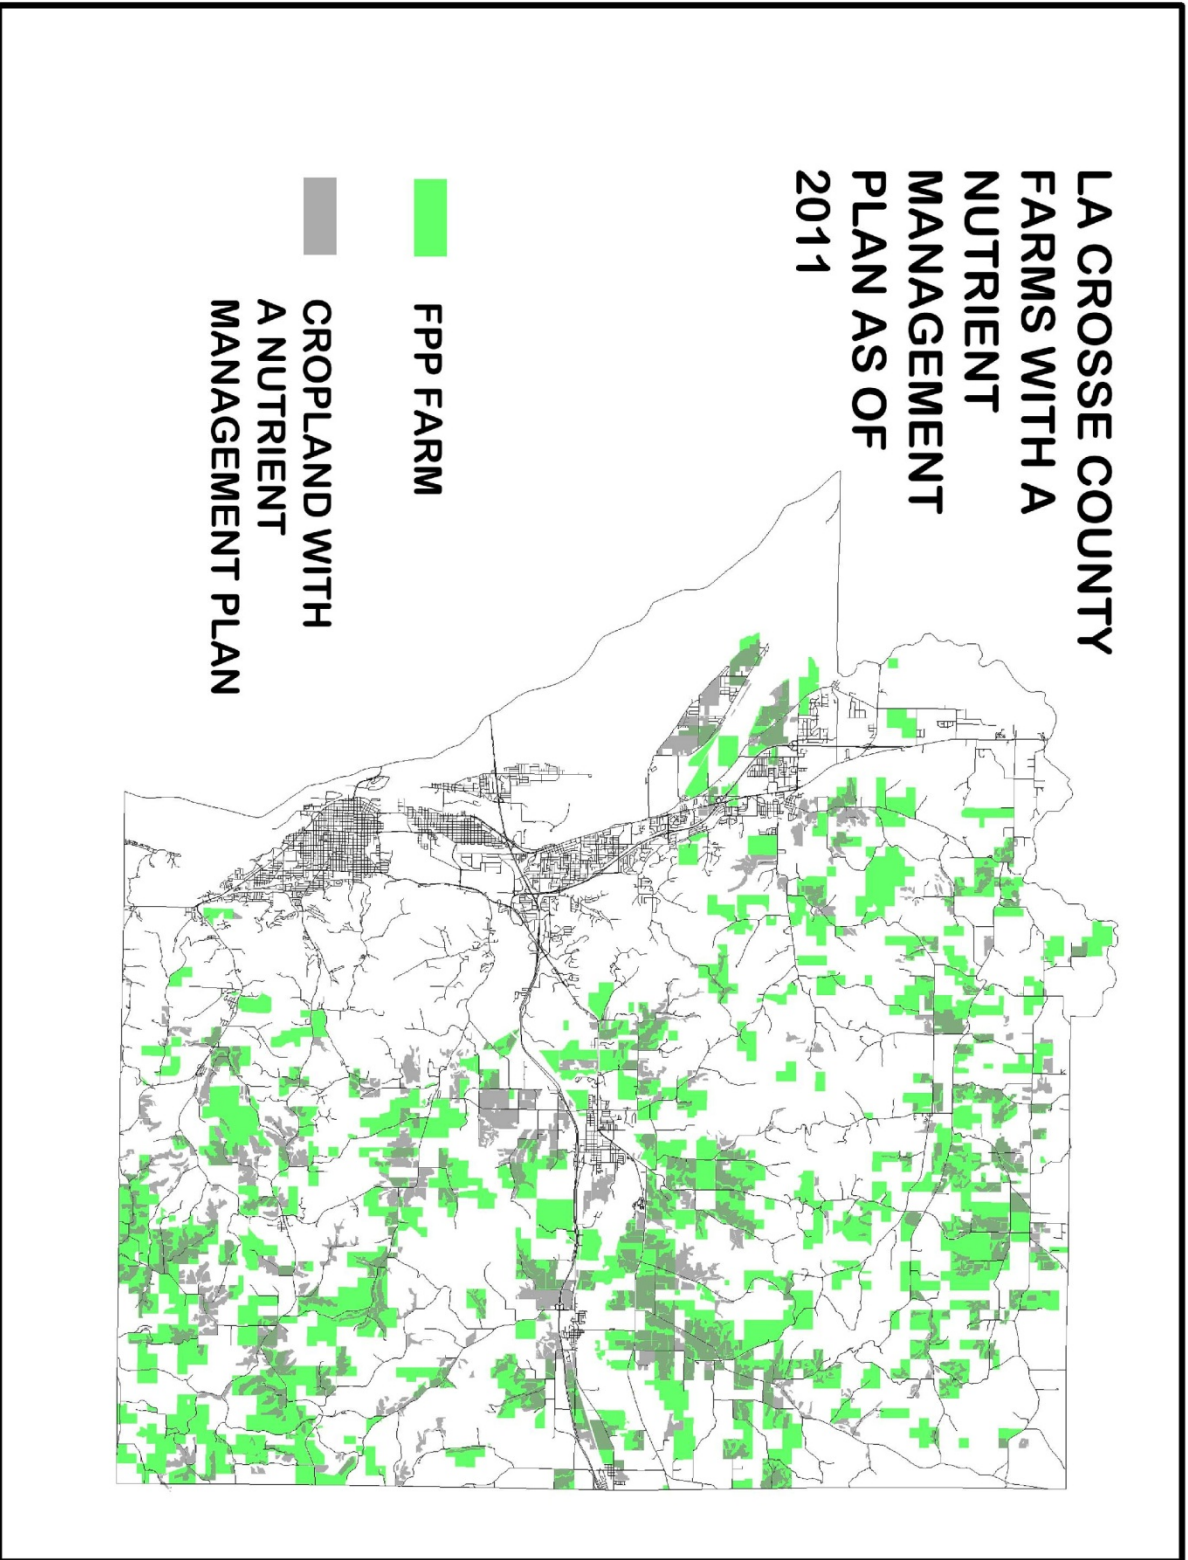 LA CROSSE COUNTY
FARMS WITH A
NUTRIENT
MANAGEMENT
PLAN AS OF
2011
FPP FARM
CROPLAND WITH
A NUTRIENT
MANAGEMENT PLAN